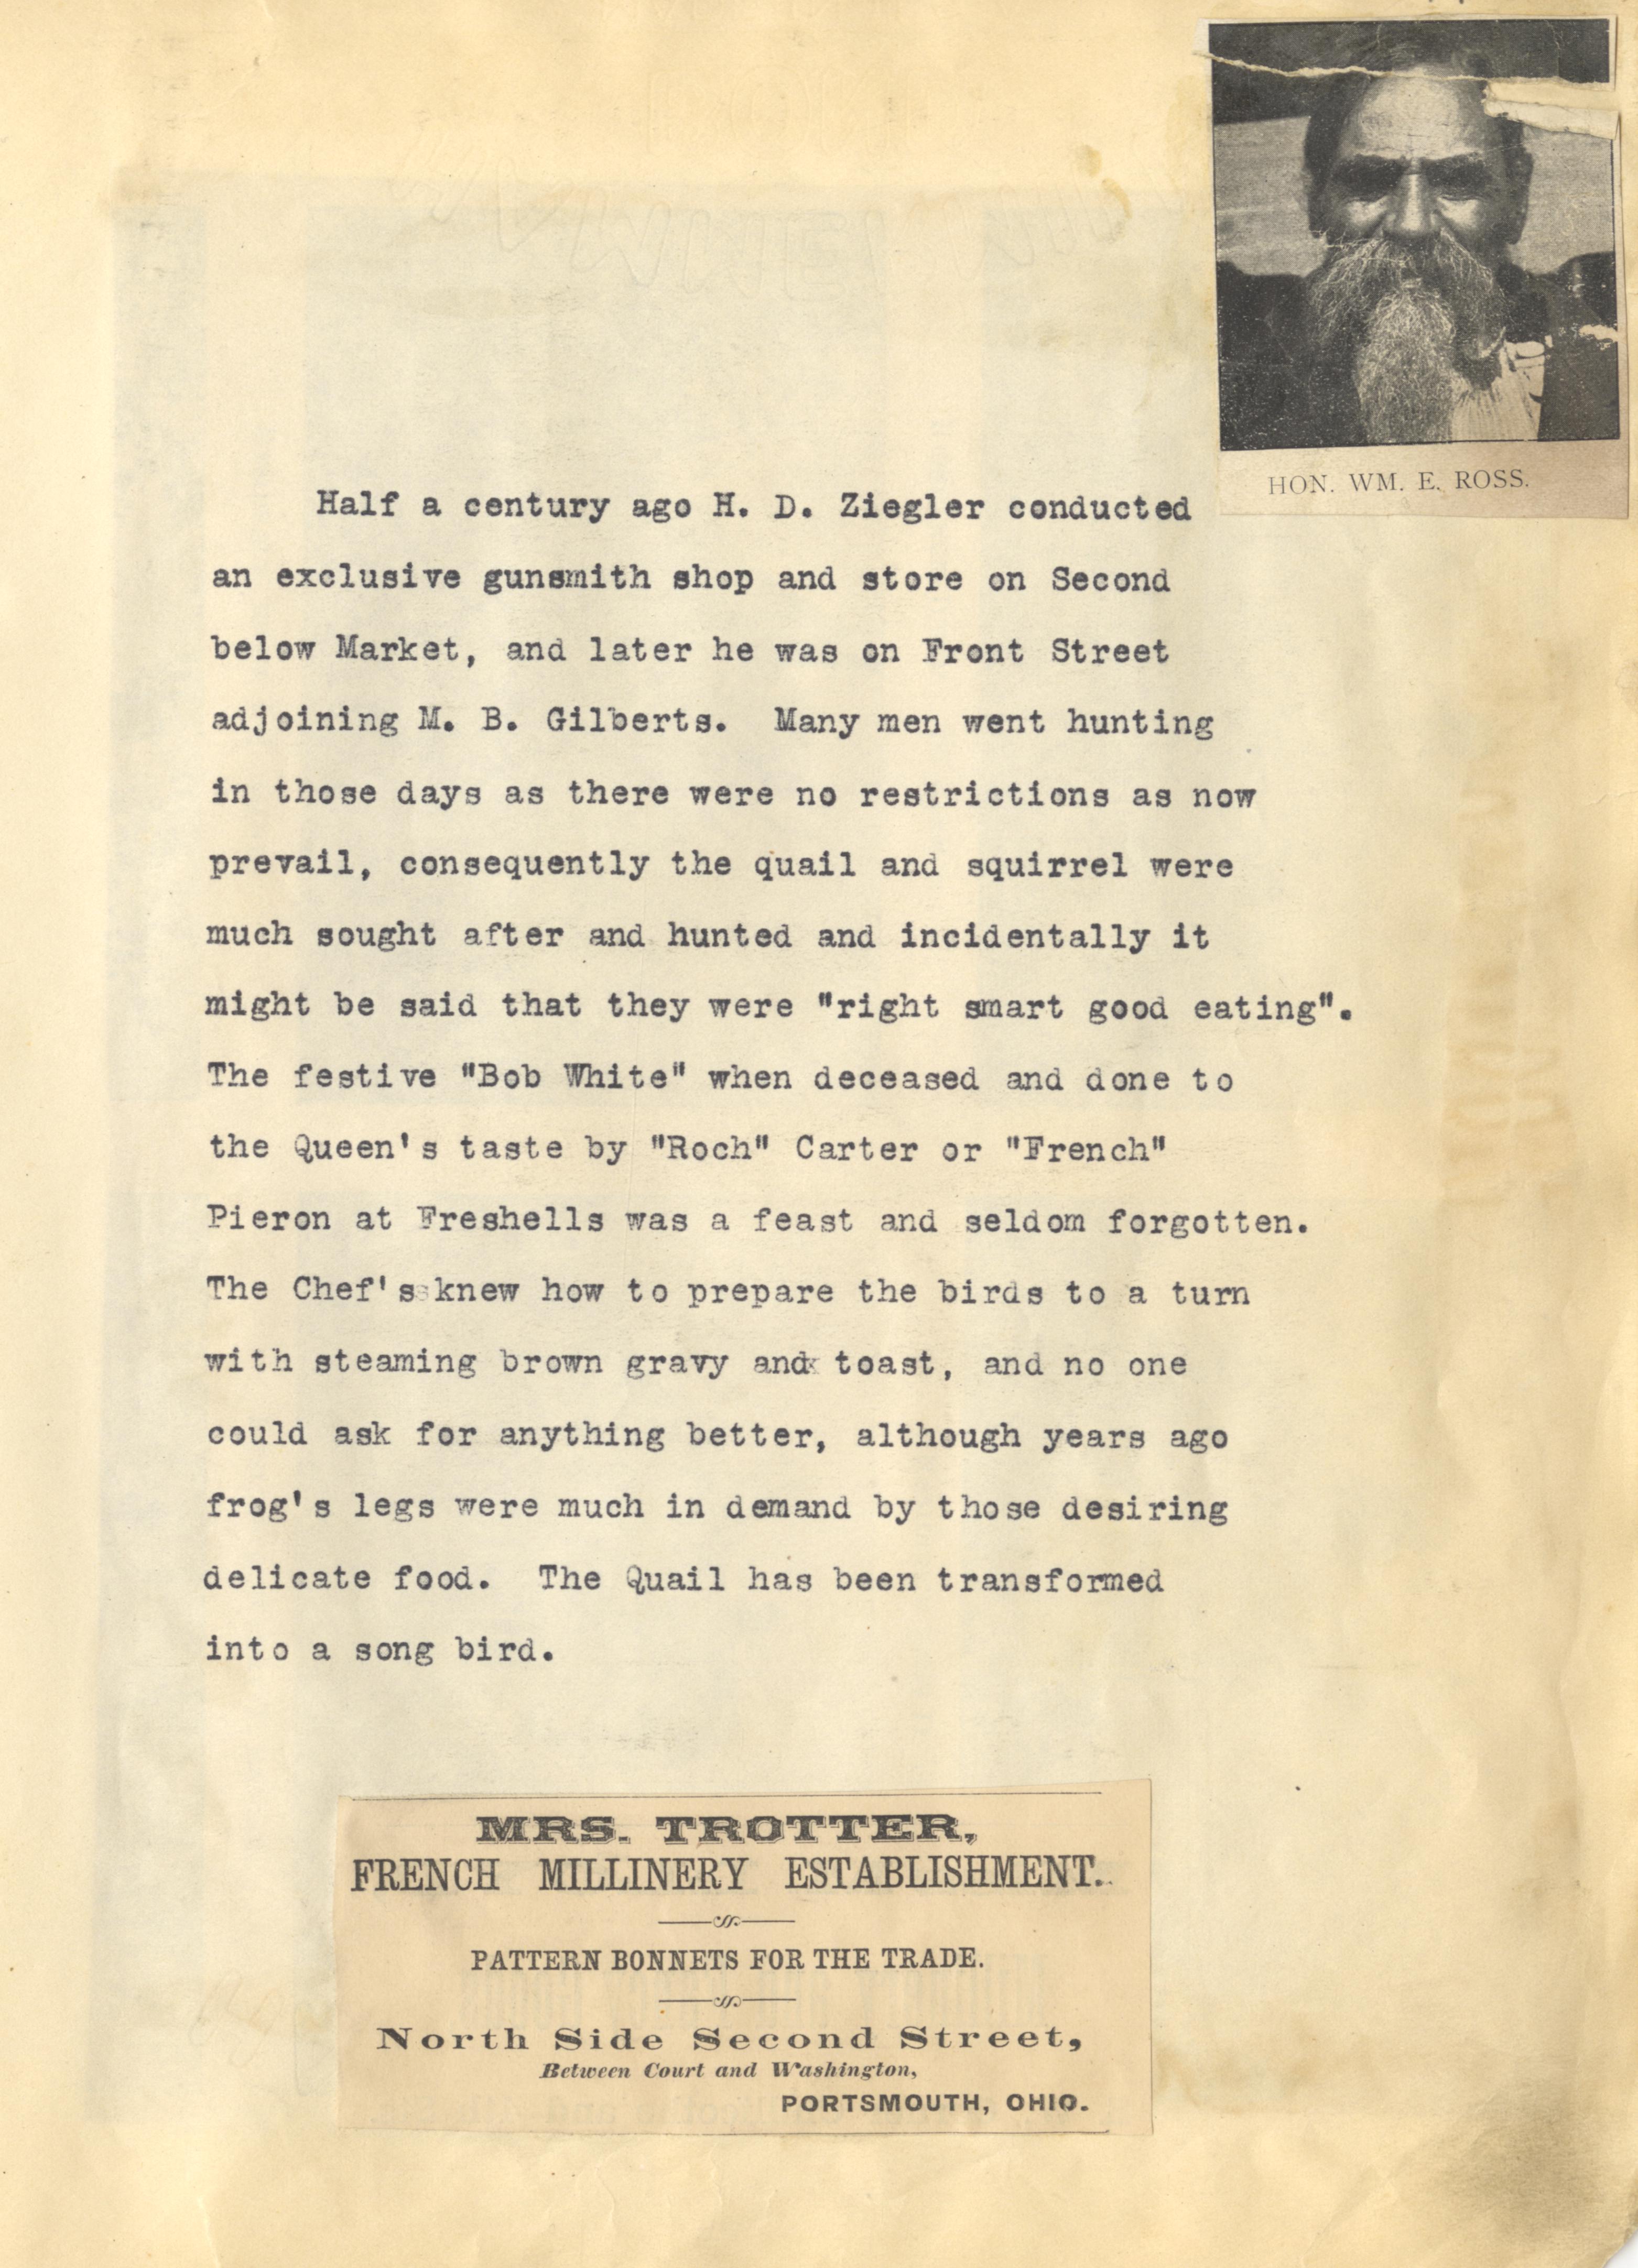 HON. WM. E. ROSS.
Half a century ago H. D. Ziegler conducted
an exclusive gunsmith shop and store on Second
below Market, and later he was on Front Street
adjoining M. B. Gilberts. Many men went hunting
in those days as there were no restrictions as now
prevail, consequently the quail and squirrel were
much sought after and hunted and incidentally it
might be said that they were "right smart good eating".
The festive "Bob White" when deceased and done to
the Queen's taste by "Roch" Carter or "French"
Pieron at Freshells was a feast and seldom forgotten.
The Chef's knew how to prepare the birds to a turn
with steaming brown gravy and toast, and no one
could ask for anything better, although years ago
frog's legs were much in demand by those desiring
delicate food. The Quail has been transformed
into a song bird.
MRS. TROTTER,
FRENCH MILLINERY ESTABLISHMENT.
PATTERN BONNETS FOR THE TRADE.
North Side Second Street,
Between Court and Washington,
PORTSMOUTH, OHIO.